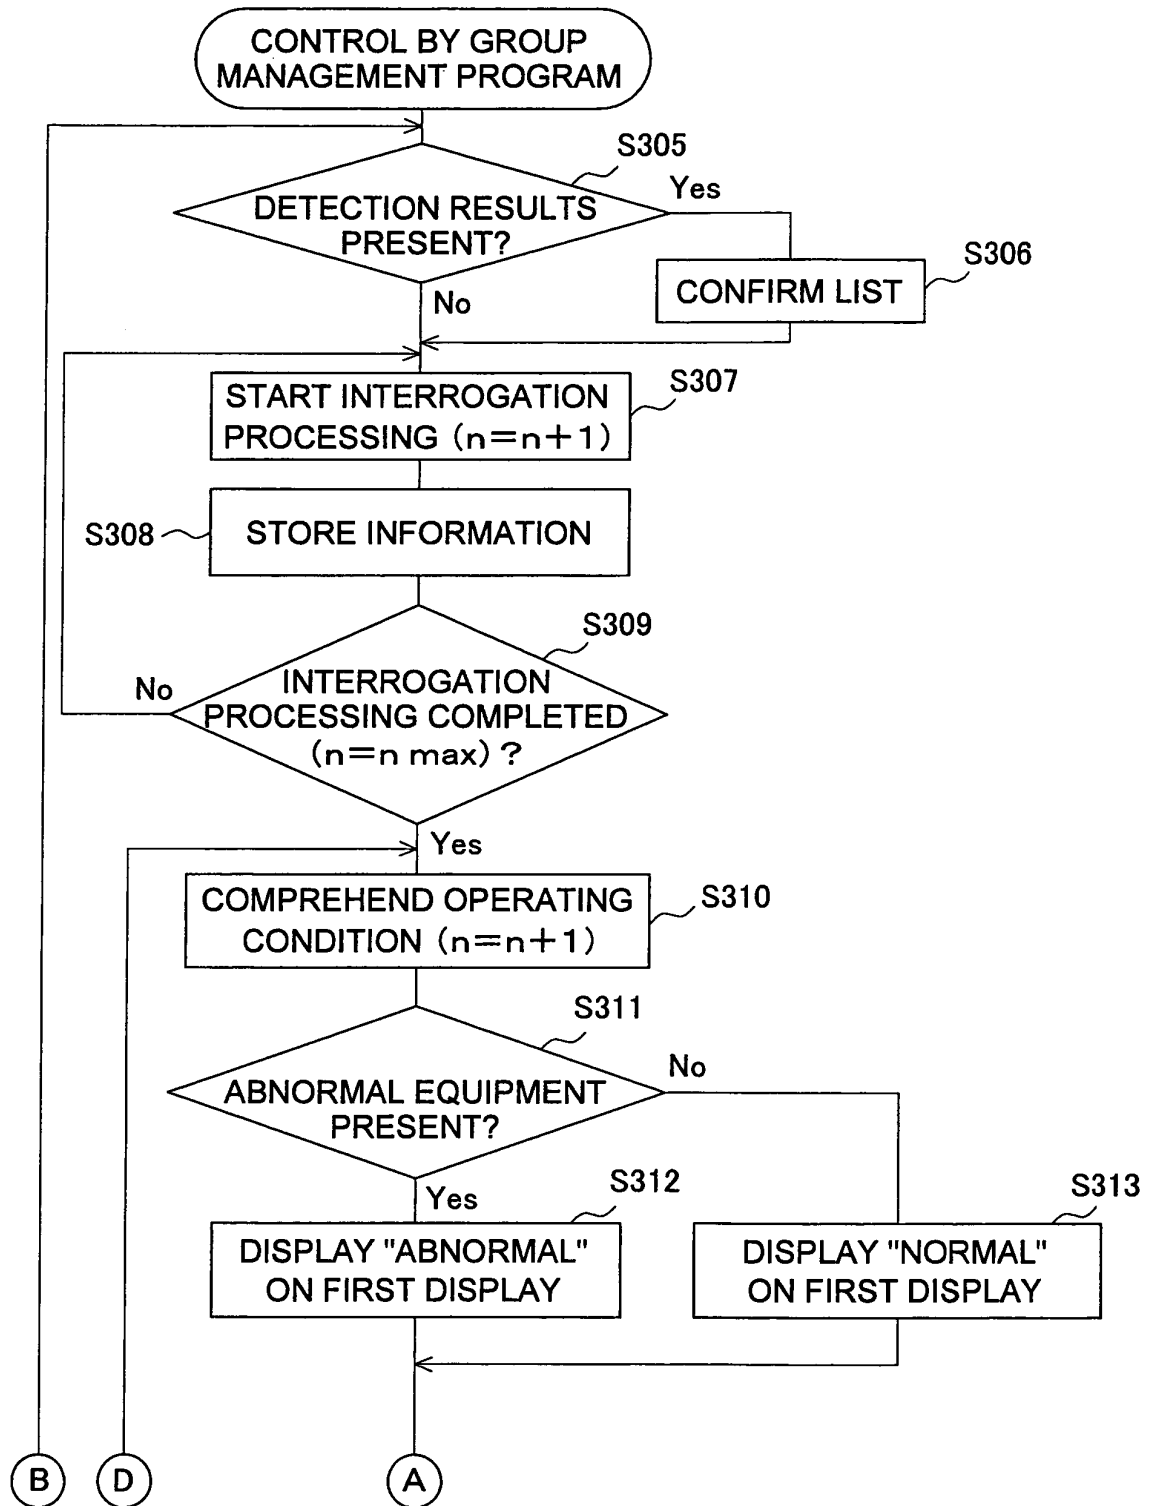 CONTROL BY GROUP
MANAGEMENT PROGRAM
S305
Yes
DETECTION RESULTS
PRESENT?
S306
CONFIRM LIST
No
S307
START INTERROGATION
PROCESSING (n=n+1)
S308
STORE INFORMATION
S309
No
INTERROGATION
PROCESSING COMPLETED
(n=n max) ?
Yes
S310
COMPREHEND OPERATING
CONDITION (n=n+1)
S311
No
ABNORMAL EQUIPMENT
PRESENT?
Yes
S312
S313
DISPLAY "ABNORMAL"
ON FIRST DISPLAY
DISPLAY "NORMAL"
ON FIRST DISPLAY
B
D
A